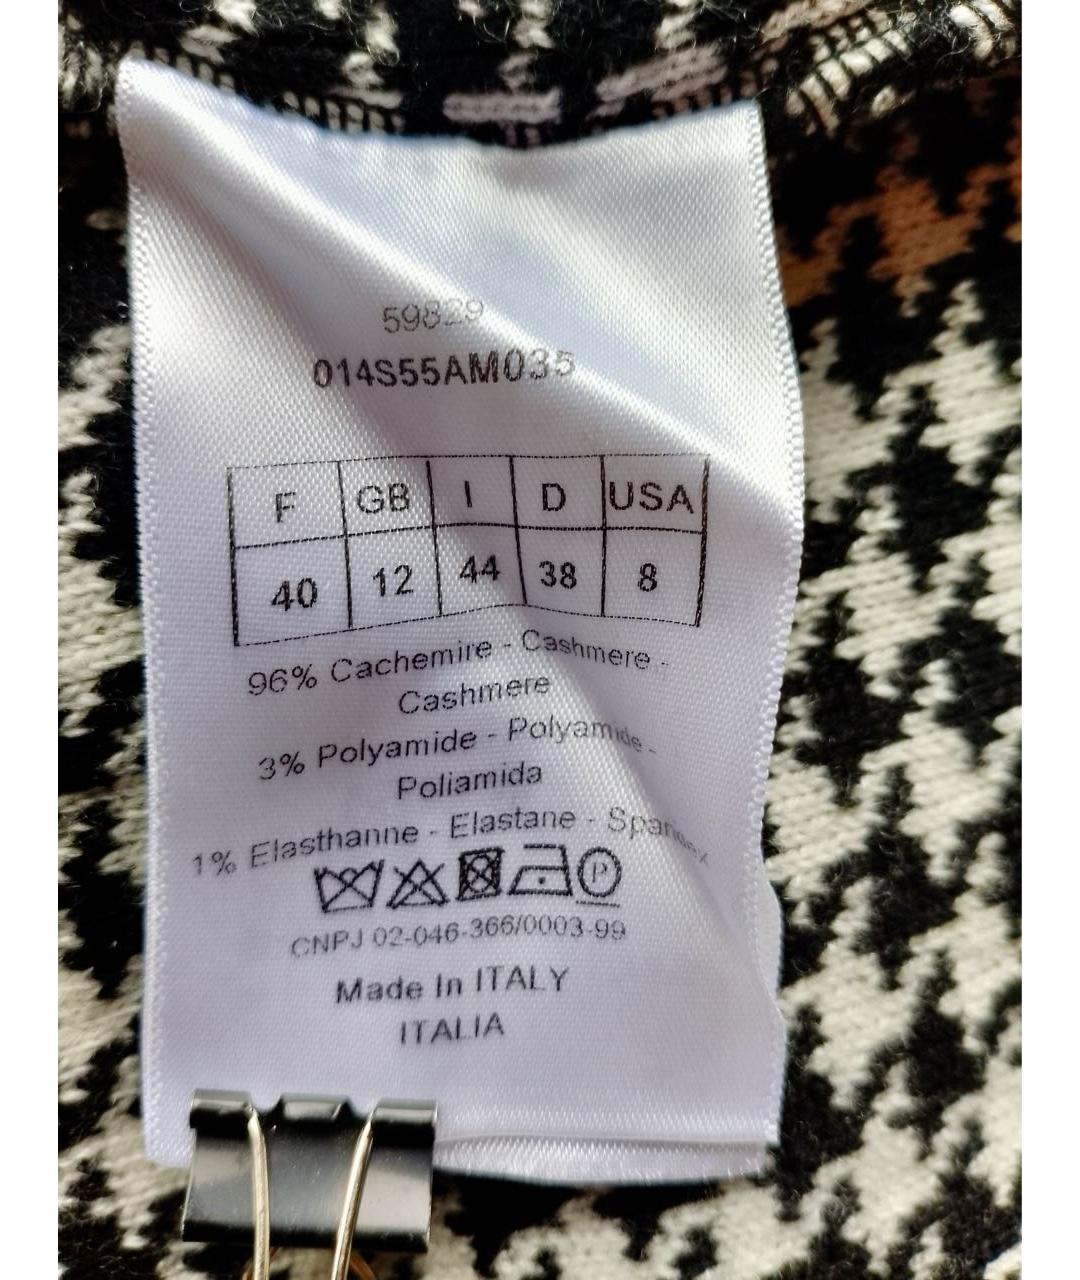 59829
014S55AM035
F GB I D USA
40 12 44 38 8
96% Cachemire - Cashmere -
Cashmere
3% Polyamide - Polyamide -
Poliamida
1% Elasthanne - Elastane - Spandex
P
CNPJ 02-046-366/0003-99
Made In ITALY
ITALIA